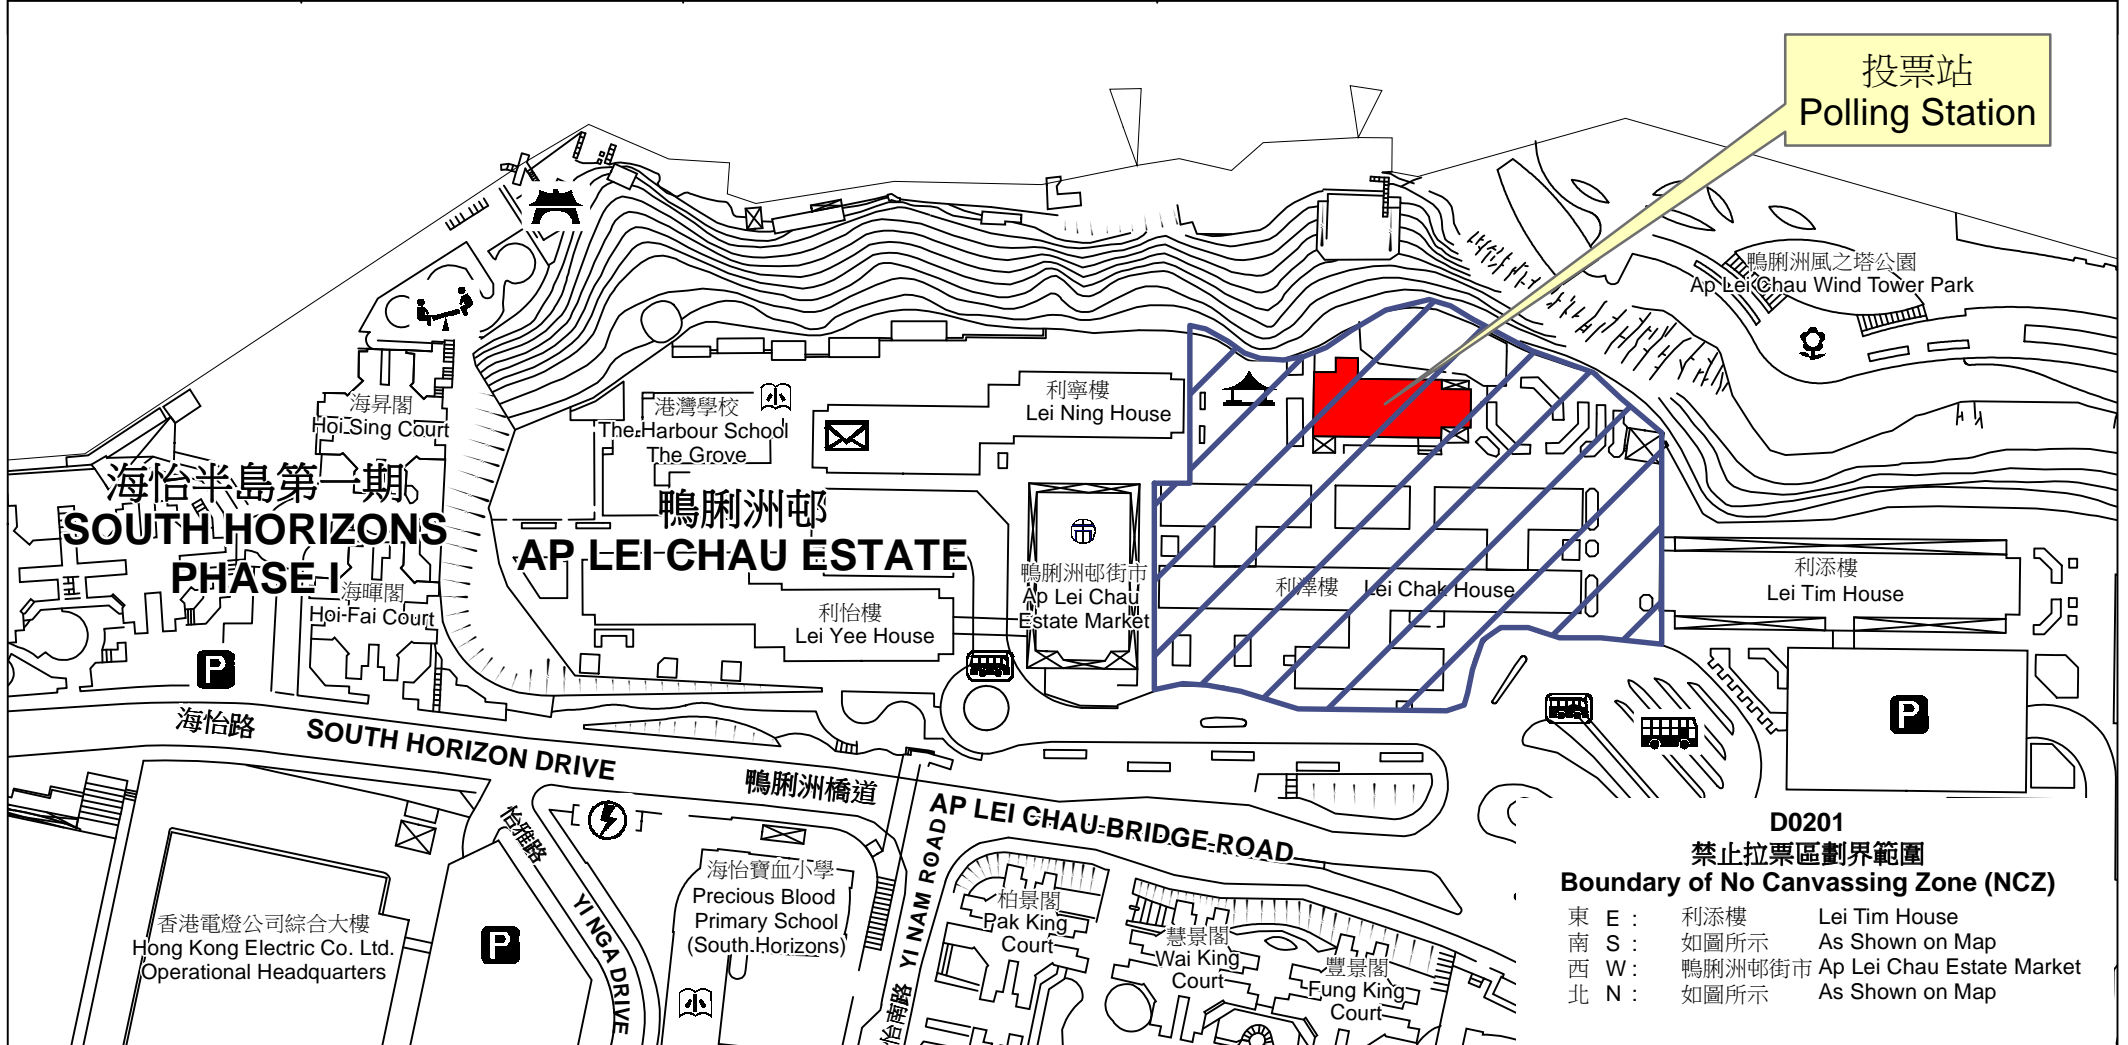 投票站
Polling Station
鴨脷洲風之塔公園
Ap Lei Chau Wind Tower Park
海昇閣
Hoi Sing Court
港灣學校
The Harbour School
The Grove
利寧樓
Lei Ning House
海怡半島第一期
SOUTH HORIZONS
PHASE I
鴨脷洲邨
AP LEI CHAU ESTATE
海暉閣
Hoi Fai Court
利怡樓
Lei Yee House
鴨脷洲邨街市
Ap Lei Chau
Estate Market
利澤樓 Lei Chak House
利添樓
Lei Tim House
P
P
海怡路 SOUTH HORIZON DRIVE
鴨脷洲橋道 AP LEI CHAU BRIDGE ROAD
怡雅路 YI NGA DRIVE
怡南路 YI NAM ROAD
海怡寶血小學
Precious Blood
Primary School
(South Horizons)
香港電燈公司綜合大樓
Hong Kong Electric Co. Ltd.
Operational Headquarters
P
柏景閣
Pak King
Court
慧景閣
Wai King
Court
豐景閣
Fung King
Court
D0201
禁止拉票區劃界範圍
Boundary of No Canvassing Zone (NCZ)
東 E : 利添樓 Lei Tim House
南 S : 如圖所示 As Shown on Map
西 W : 鴨脷洲邨街市 Ap Lei Chau Estate Market
北 N : 如圖所示 As Shown on Map